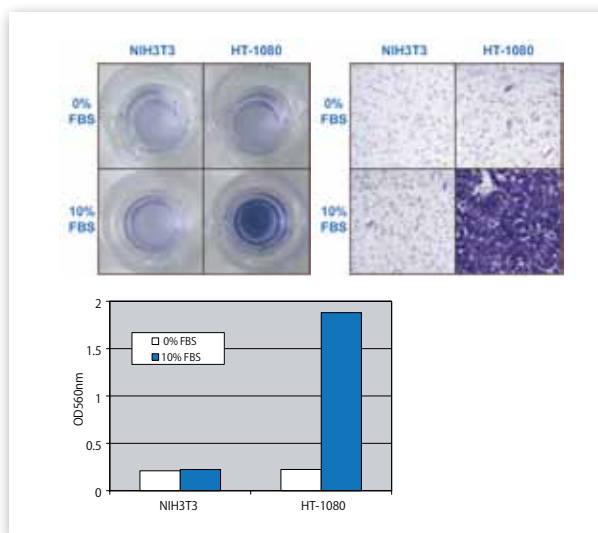 NIH3T3 HT-1080 NIH3T3 HT-1080
0% FBS 0% FBS
10% FBS 10% FBS
2
1.5
1
0.5
0
OD560nm
0% FBS
10% FBS
NIH3T3 HT-1080